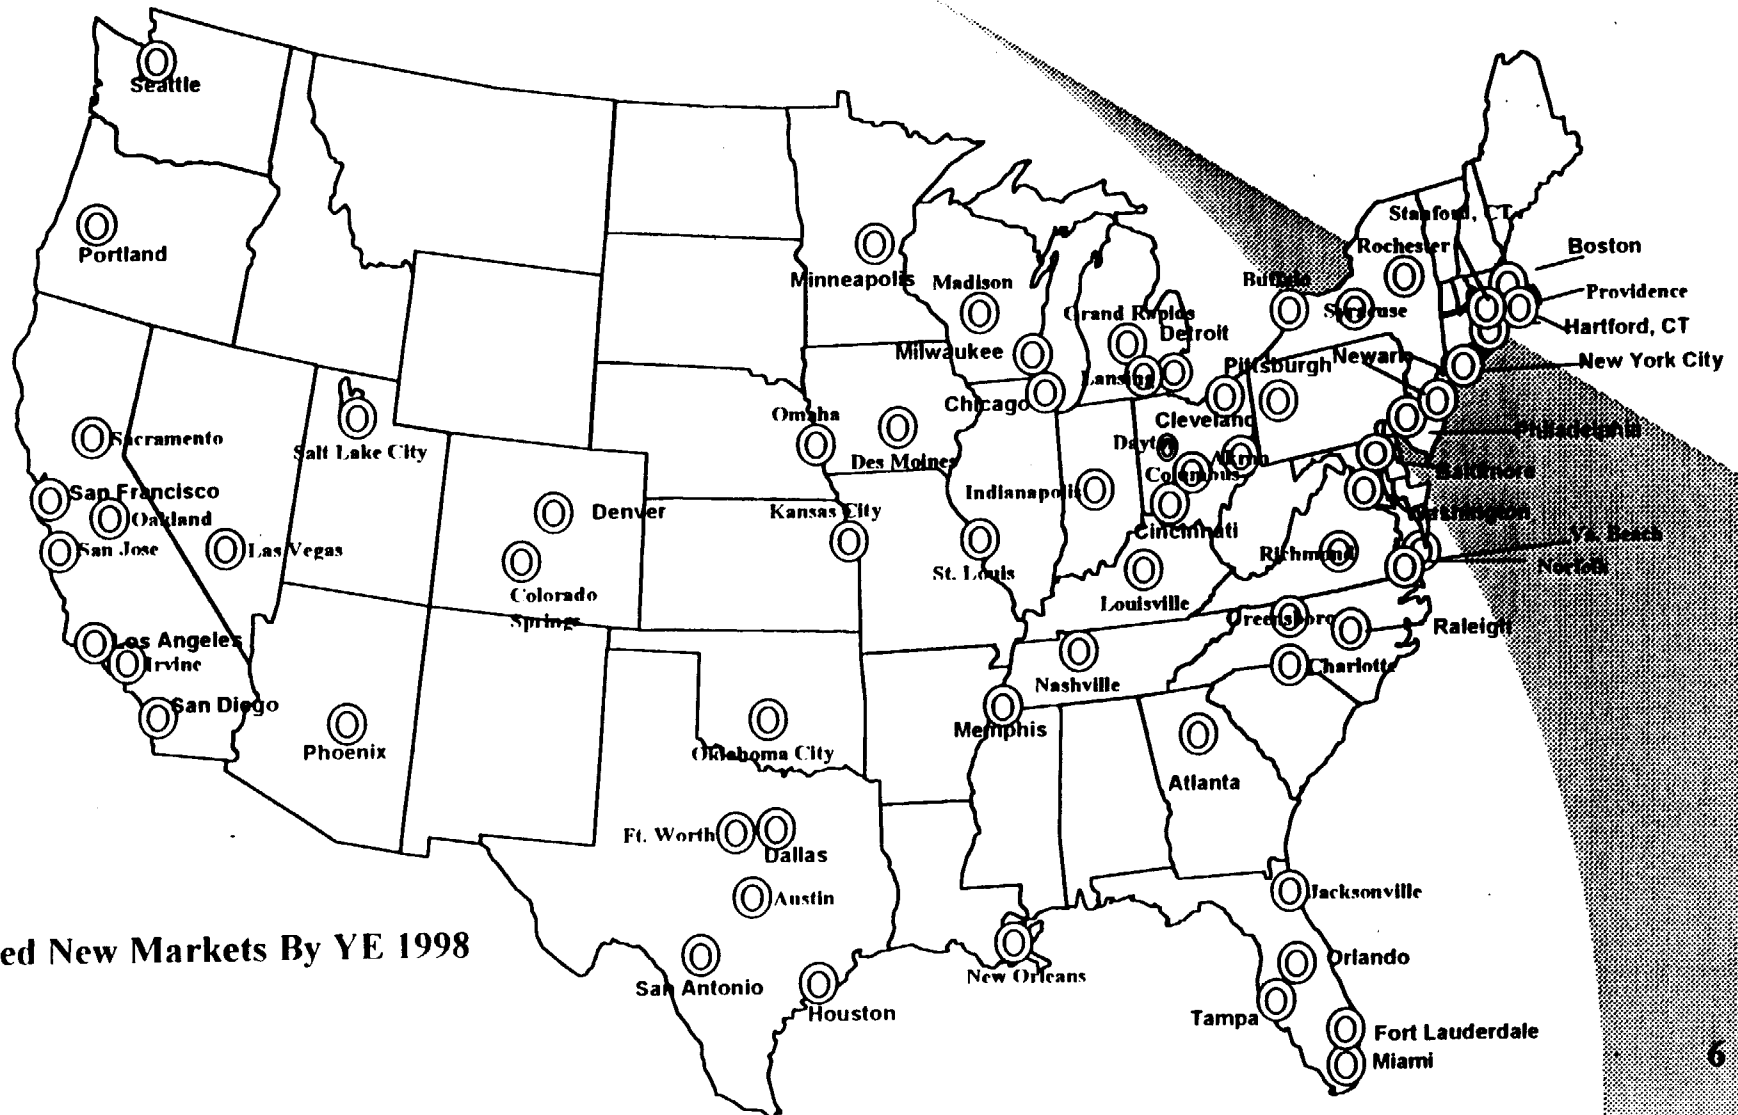 Seattle
Portland
Minneapolis
Madison
Milwaukee
Chicago
Grand Rapids
Detroit
Lansing
Stanford, CT
Rochester
Buffalo
Syracuse
Boston
Providence
Hartford, CT
New York City
Newark
Pittsburgh
Cleveland
Dayton
Akron
Columbus
Cincinnati
Philadelphia
Baltimore
Washington
Va. Beach
Norfolk
Richmond
Greensboro
Raleigh
Charlotte
Sacramento
San Francisco
Oakland
San Jose
Las Vegas
Salt Lake City
Omaha
Des Moines
Denver
Colorado
Springs
Kansas City
Indianapolis
St. Louis
Louisville
Los Angeles
Irvine
San Diego
Phoenix
Oklahoma City
Nashville
Memphis
Atlanta
Ft. Worth
Dallas
Austin
San Antonio
Houston
New Orleans
Jacksonville
Orlando
Tampa
Fort Lauderdale
Miami
ed New Markets By YE 1998
6